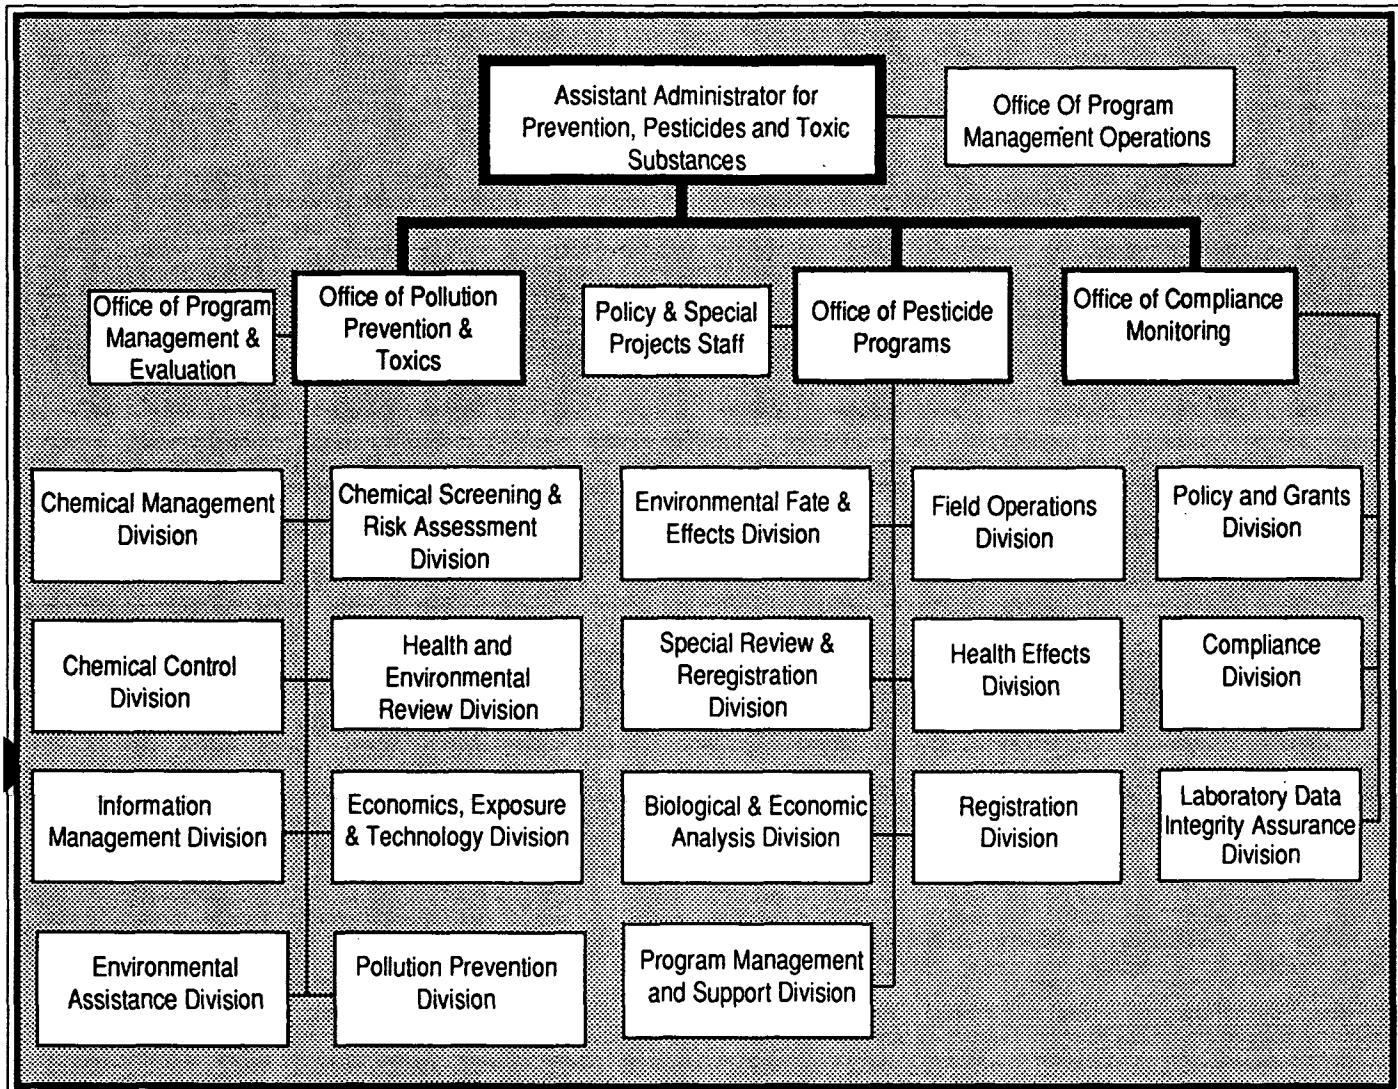 Assistant Administrator for
Prevention, Pesticides and Toxic
Substances
Office Of Program
Management Operations
Office of Program
Management &
Evaluation
Office of Pollution
Prevention &
Toxics
Policy & Special
Projects Staff
Office of Pesticide
Programs
Office of Compliance
Monitoring
Chemical Management
Division
Chemical Screening &
Risk Assessment
Division
Environmental Fate &
Effects Division
Field Operations
Division
Policy and Grants
Division
Chemical Control
Division
Health and
Environmental
Review Division
Special Review &
Reregistration
Division
Health Effects
Division
Compliance
Division
Information
Management Division
Economics, Exposure
& Technology Division
Biological & Economic
Analysis Division
Registration
Division
Laboratory Data
Integrity Assurance
Division
Environmental
Assistance Division
Pollution Prevention
Division
Program Management
and Support Division